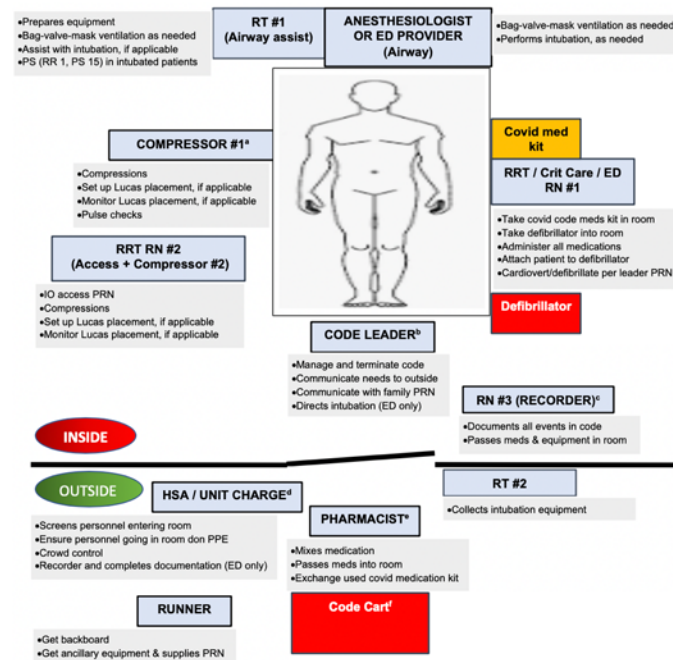 •Prepares equipment
•Bag-valve-mask ventilation as needed
•Assist with intubation, if applicable
•PS (RR 1, PS 15) in intubated patients
RT #1
(Airway assist)
ANESTHESIOLOGIST
OR ED PROVIDER
(Airway)
•Bag-valve-mask ventilation as needed
•Performs intubation, as needed
COMPRESSOR #1a
•Compressions
•Set up Lucas placement, if applicable
•Monitor Lucas placement, if applicable
•Pulse checks
Covid med
kit
RRT / Crit Care / ED
RN #1
•Take covid code meds kit in room
•Take defibrillator into room
•Administer all medications
•Attach patient to defibrillator
•Cardiovert/defibrillate per leader PRN
Defibrillator
RRT RN #2
(Access + Compressor #2)
•IO access PRN
•Compressions
•Set up Lucas placement, if applicable
•Monitor Lucas placement, if applicable
CODE LEADERb
•Manage and terminate code
•Communicate needs to outside
•Communicate with family PRN
•Directs intubation (ED only)
RN #3 (RECORDER)c
•Documents all events in code
•Passes meds & equipment in room
INSIDE
OUTSIDE
HSA / UNIT CHARGEd
•Screens personnel entering room
•Ensure personnel going in room don PPE
•Crowd control
•Recorder and completes documentation (ED only)
PHARMACISTe
•Mixes medication
•Passes meds into room
•Exchange used covid medication kit
RT #2
•Collects intubation equipment
Code Cartf
RUNNER
•Get backboard
•Get ancillary equipment & supplies PRN